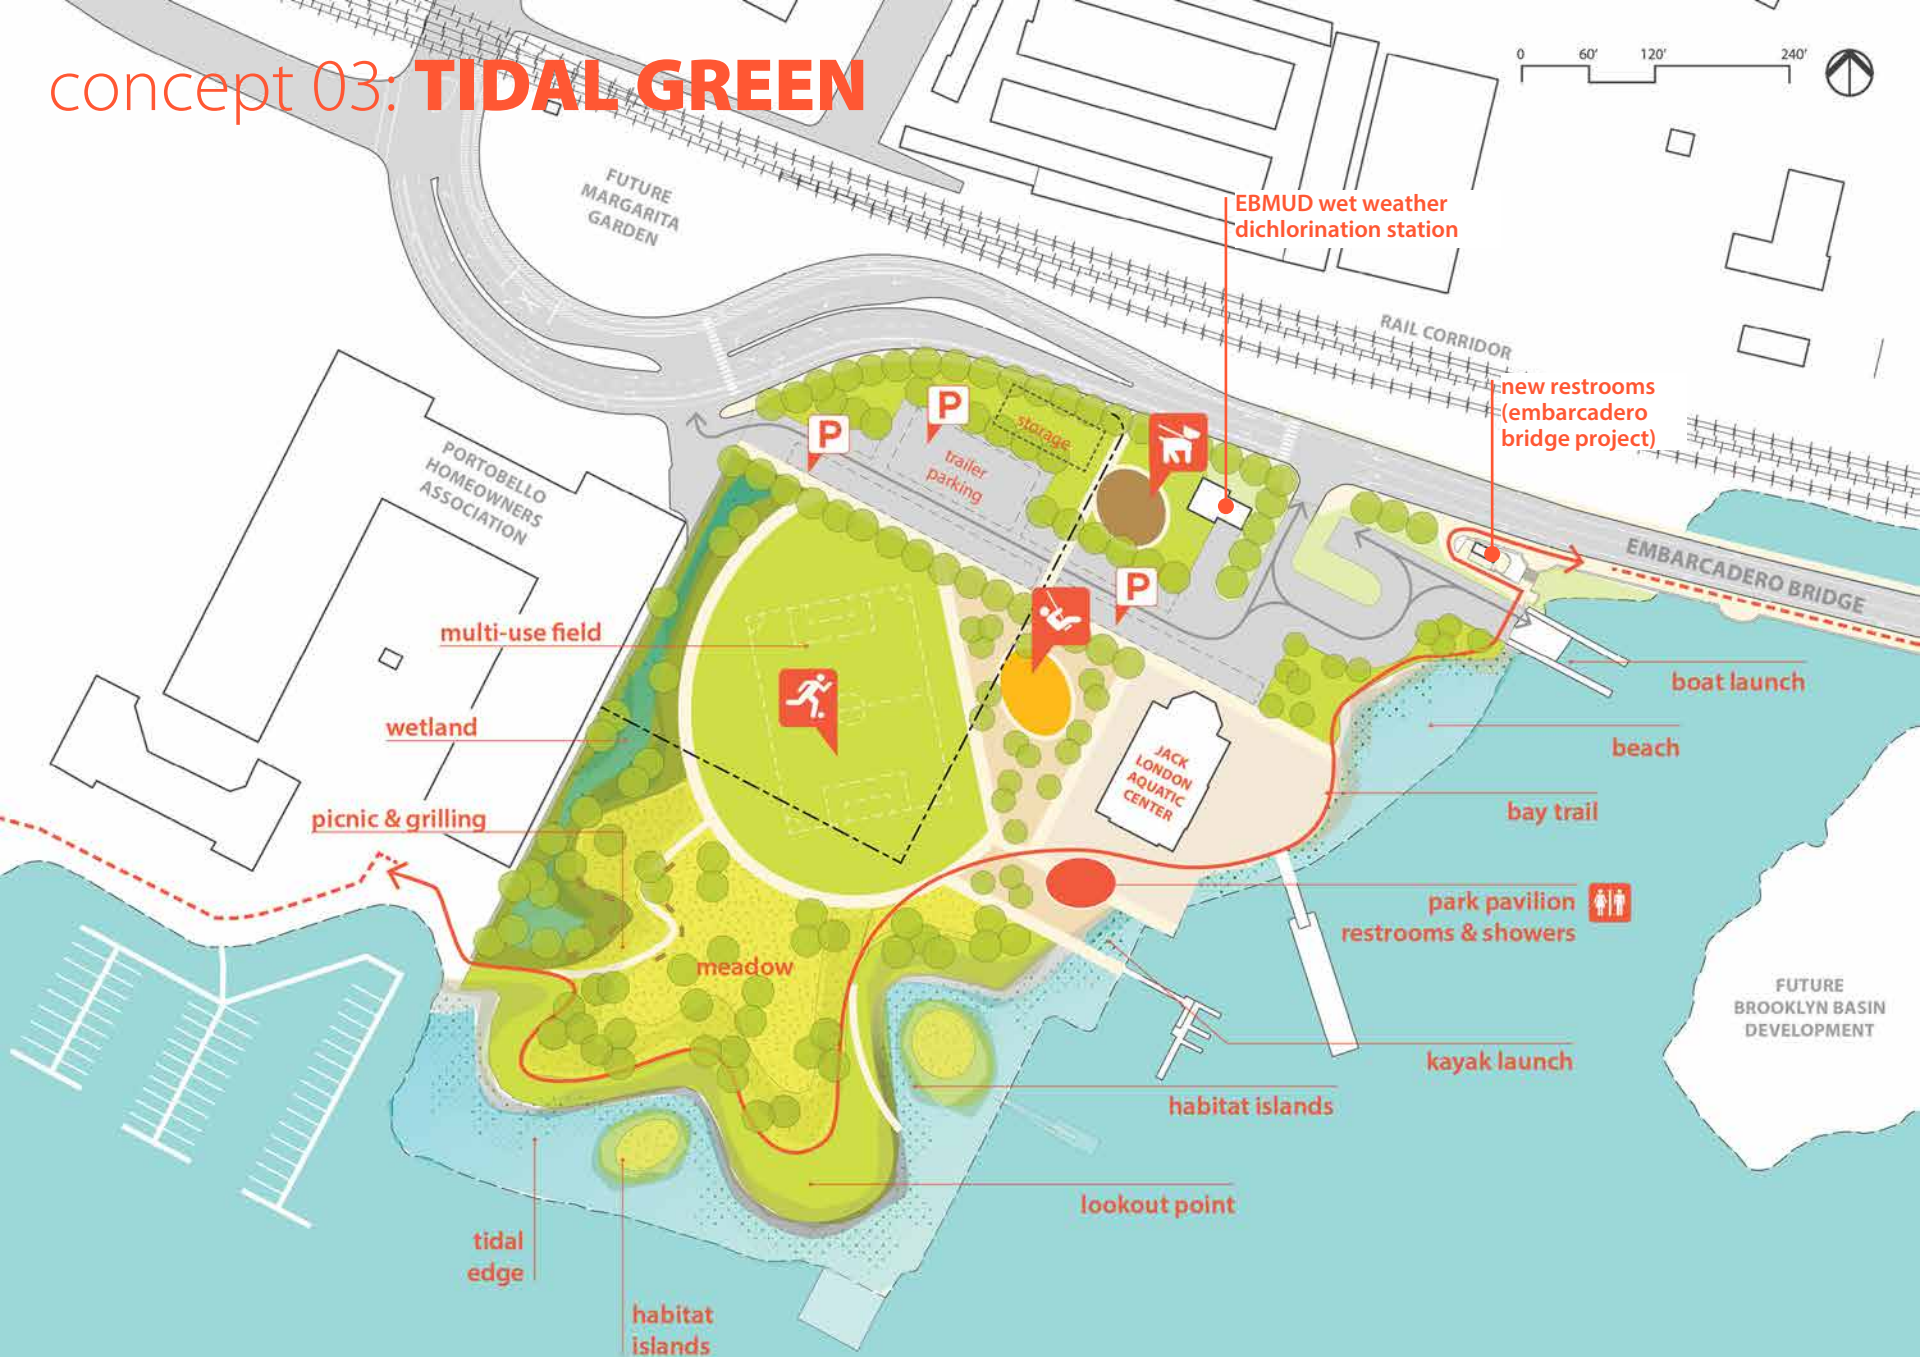 concept 03: TIDAL GREEN
0 60' 120' 240'
FUTURE
MARGARITA
GARDEN
EBMUD wet weather
dichlorination station
RAIL CORRIDOR
new restrooms
(embarcadero
bridge project)
P
P
storage
trailer
parking
PORTOBELLO
HOMEOWNERS
ASSOCIATION
EMBARCADERO BRIDGE
P
multi-use field
boat launch
wetland
beach
JACK
LONDON
AQUATIC
CENTER
picnic & grilling
bay trail
park pavilion
restrooms & showers
meadow
FUTURE
BROOKLYN BASIN
DEVELOPMENT
kayak launch
habitat islands
lookout point
tidal
edge
habitat
islands